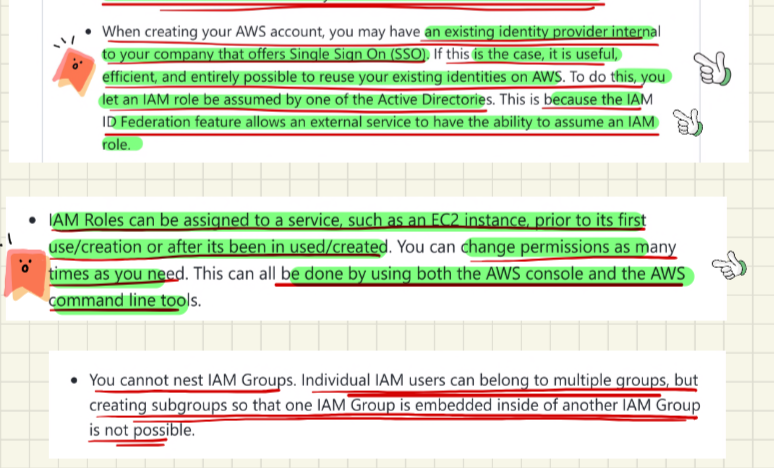 When creating your AWS account, you may have an existing identity provider internal
to your company that offers Single Sign On (SSO). If this is the case, it is useful,
efficient, and entirely possible to reuse your existing identities on AWS. To do this, you
let an IAM role be assumed by one of the Active Directories. This is because the IAM
ID Federation feature allows an external service to have the ability to assume an IAM
role.
IAM Roles can be assigned to a service, such as an EC2 instance, prior to its first
use/creation or after its been in used/created. You can change permissions as many
times as you need. This can all be done by using both the AWS console and the AWS
command line tools.
You cannot nest IAM Groups. Individual IAM users can belong to multiple groups, but
creating subgroups so that one IAM Group is embedded inside of another IAM Group
is not possible.